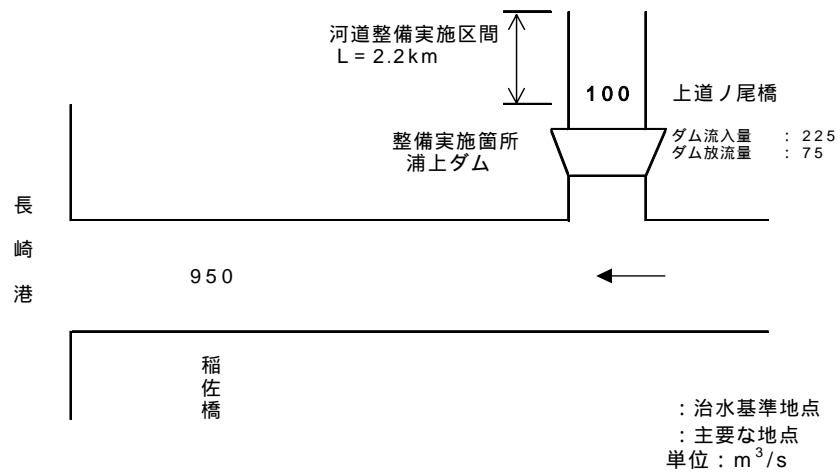 河道整備実施区間
L = 2.2km
100
上道ノ尾橋
整備実施箇所
浦上ダム
ダム流入量 : 225
ダム放流量 : 75
長崎港
950
稲佐橋
: 治水基準地点
: 主要な地点
単位 : m³/s